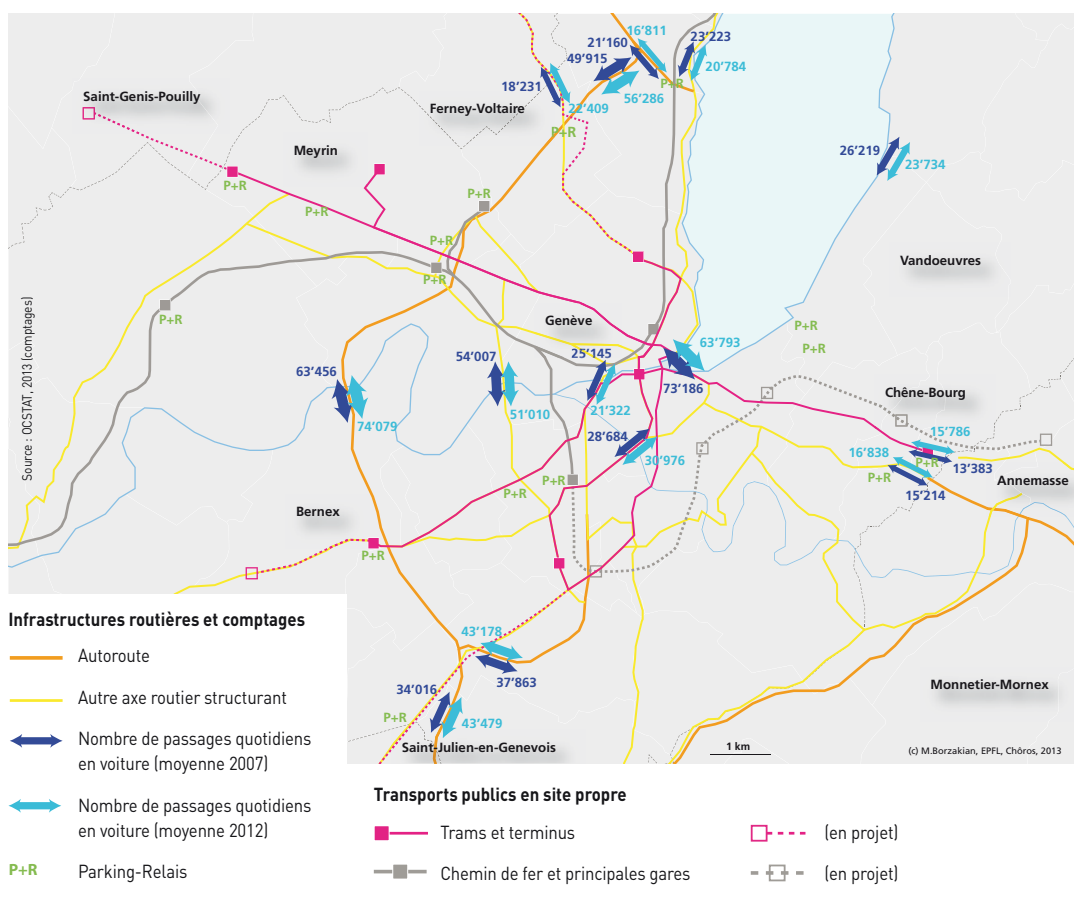 16’811
21’160
23’223
49’915
20’784
18’231
56’286
22’409
P+R
Saint-Genis-Pouilly
Ferney-Voltaire
P+R
Meyrin
26’219
23’734
P+R
P+R
P+R
P+R
Vandoeuvres
P+R
P+R
Genève
P+R
P+R
63’793
54’007
25’145
63’456
73’186
Chêne-Bourg
51’010
21’322
74’079
28’684
15’786
30’976
16’838
P+R
13’383
P+R
P+R
P+R
15’214
Annemasse
Bernex
P+R
43’178
37’863
34’016
P+R
43’479
Monnetier-Mornex
Saint-Julien-en-Genevois
1 km
(c) M.Borzakian, EPFL, Chôros, 2013
Source : OCSTAT, 2013 (comptages)
Infrastructures routières et comptages
Autoroute
Autre axe routier structurant
Nombre de passages quotidiens
en voiture (moyenne 2007)
Nombre de passages quotidiens
en voiture (moyenne 2012)
P+R Parking-Relais
Transports publics en site propre
Trams et terminus
(en projet)
Chemin de fer et principales gares
(en projet)